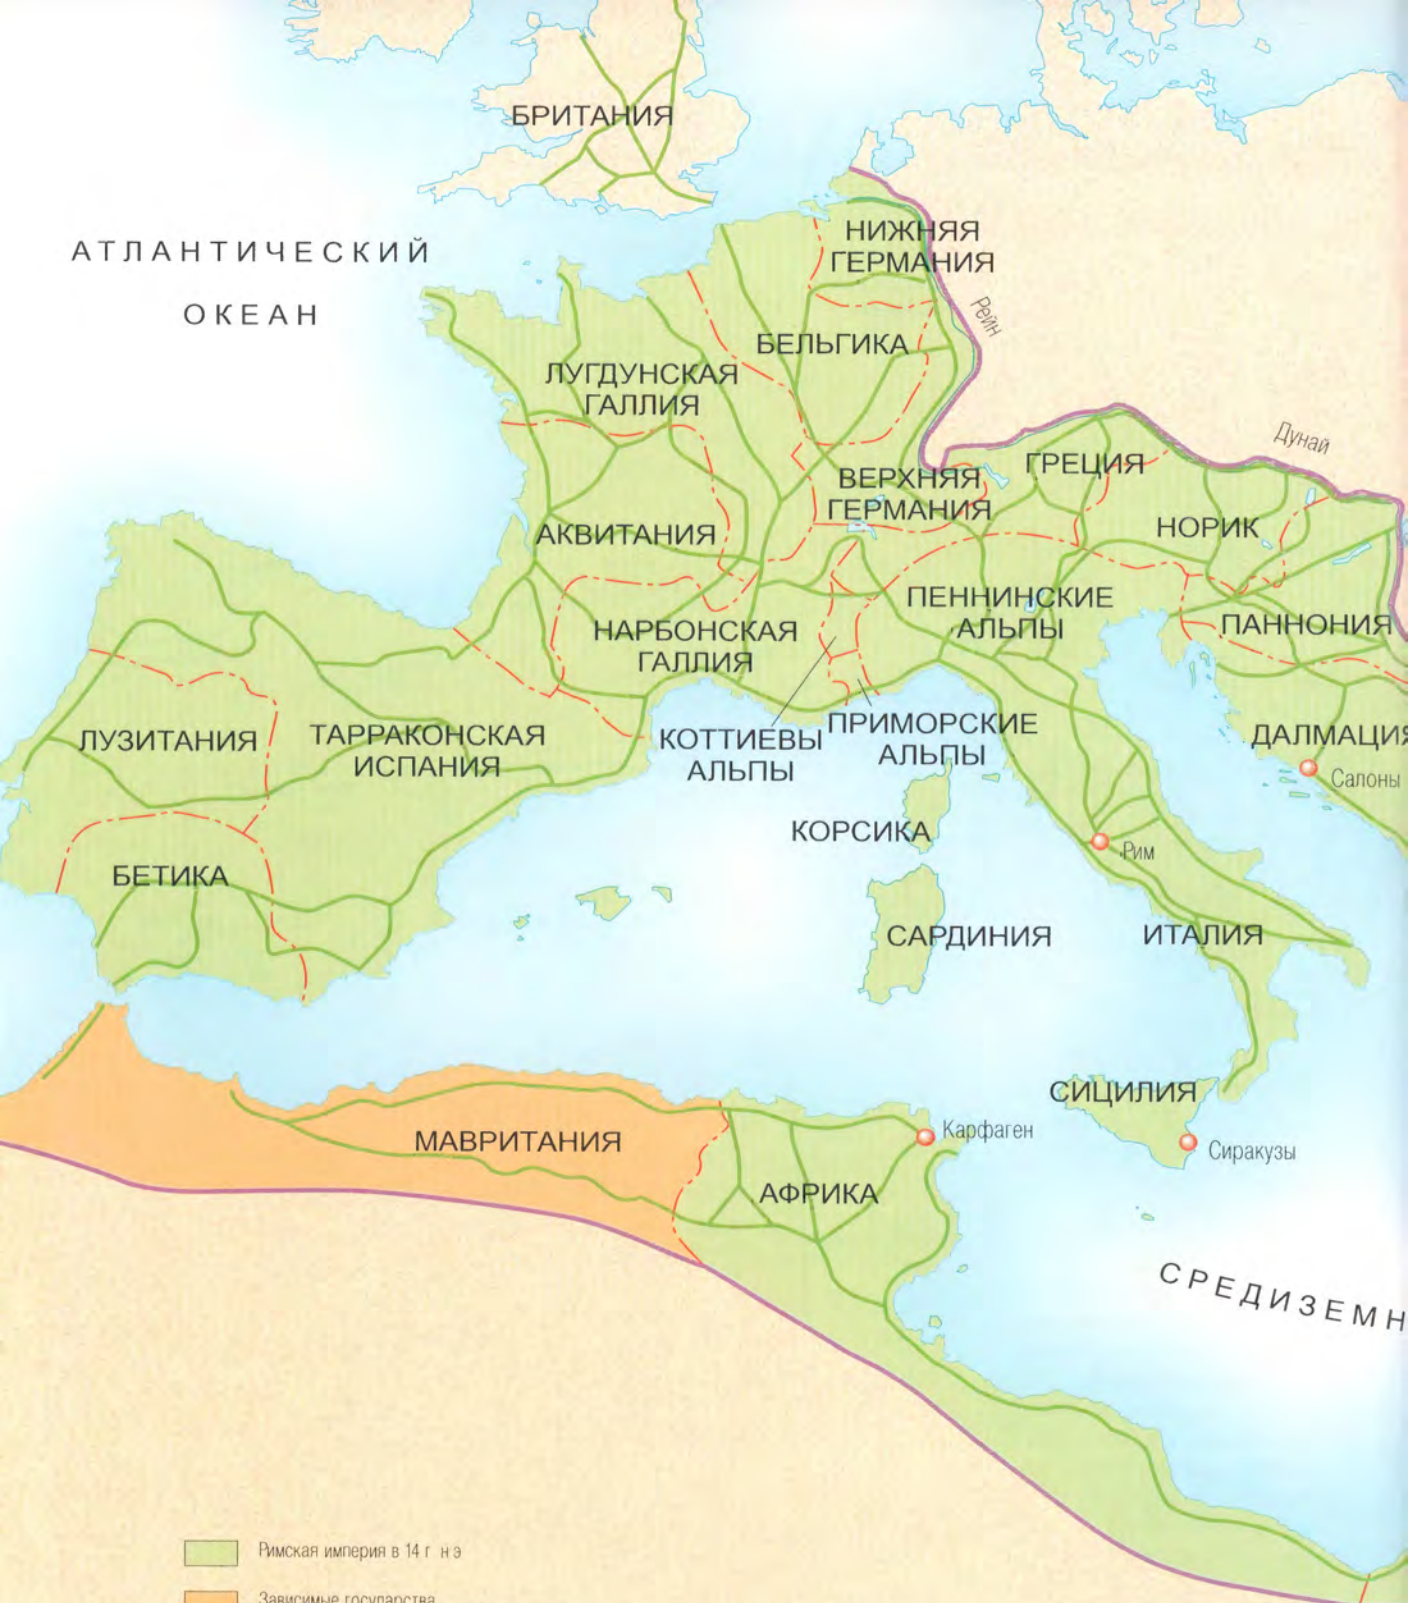 БРИТАНИЯ
АТЛАНТИЧЕСКИЙ
ОКЕАН
НИЖНЯЯ
ГЕРМАНИЯ
Рейн
БЕЛЬГИКА
ЛУГДУНСКАЯ
ГАЛЛИЯ
Дунай
ГРЕЦИЯ
ВЕРХНЯЯ
ГЕРМАНИЯ
НОРИК
АКВИТАНИЯ
ПЕННИНСКИЕ
АЛЬПЫ
ПАННОНИЯ
НАРБОНСКАЯ
ГАЛЛИЯ
ЛУЗИТАНИЯ
ТАРРАКОНСКАЯ
ИСПАНИЯ
КОТТИЕВЫ
АЛЬПЫ
ПРИМОРСКИЕ
АЛЬПЫ
ДАЛМАЦИЯ
Салоны
КОРСИКА
Рим
БЕТИКА
САРДИНИЯ
ИТАЛИЯ
СИЦИЛИЯ
Карфаген
Сиракузы
МАВРИТАНИЯ
АФРИКА
СРЕДИЗЕМН
Римская империя в 14 г н э
Зависимые государства